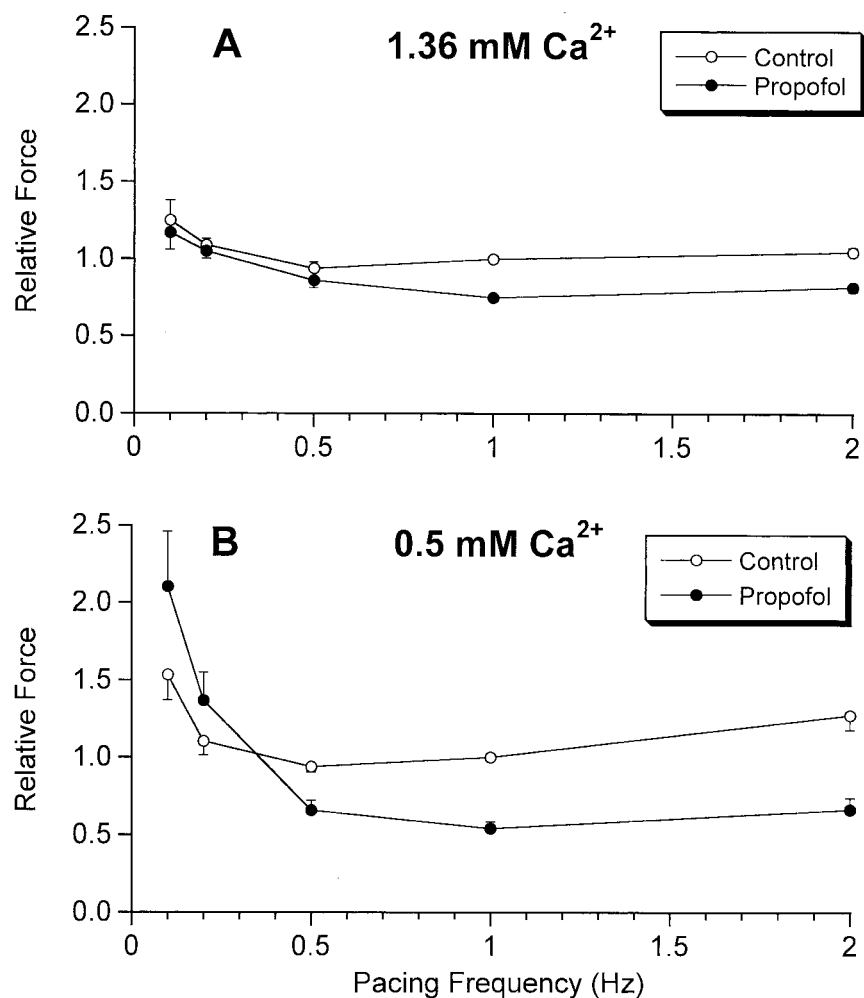 A
1.36 mM Ca2+
Control
Propofol
Relative Force
2.5
2.0
1.5
1.0
0.5
0.0
0
0.5
1
1.5
2
B
0.5 mM Ca2+
Control
Propofol
Relative Force
2.5
2.0
1.5
1.0
0.5
0.0
0
0.5
1
1.5
2
Pacing Frequency (Hz)